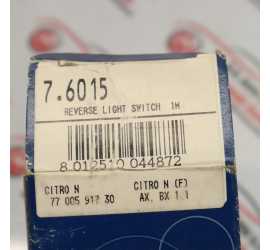 7.6015
REVERSE LIGHT SWITCH 1M
8.012510 044872
CITRO N CITRO N (F)
77 005 917 30 AX, BX 1.1